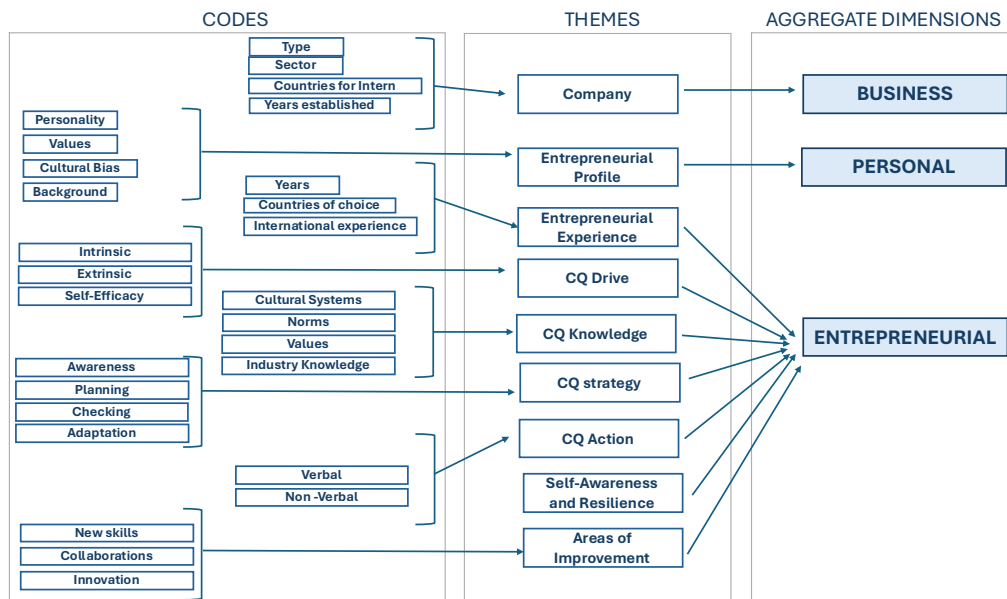 CODES
THEMES
AGGREGATE DIMENSIONS
Type
Sector
Countries for Intern
Years established
Company
BUSINESS
Personality
Values
Cultural Bias
Background
Entrepreneurial
Profile
PERSONAL
Years
Countries of choice
International experience
Entrepreneurial
Experience
Intrinsic
Extrinsic
Self-Efficacy
CQ Drive
Cultural Systems
Norms
Values
Industry Knowledge
CQ Knowledge
ENTREPRENEURIAL
Awareness
Planning
Checking
Adaptation
CQ strategy
Verbal
Non -Verbal
CQ Action
Self-Awareness
and Resilience
New skills
Collaborations
Innovation
Areas of
Improvement